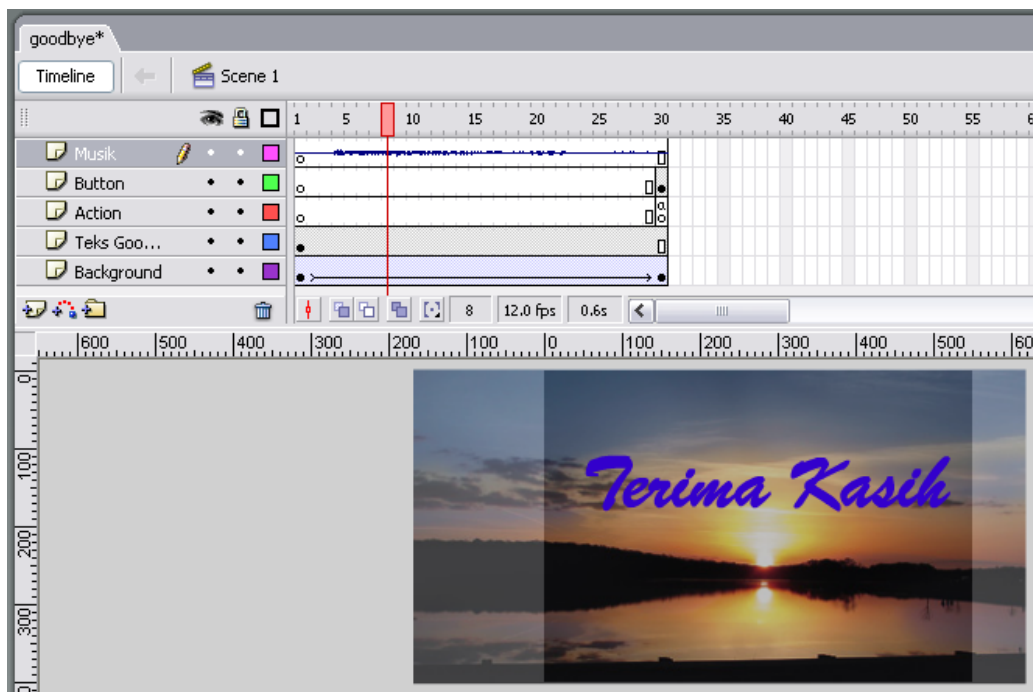 goodbye*
Timeline Scene 1
1 5 10 15 20 25 30 35 40 45 50 55 6
Musik
Button
Action
Teks Goo...
Background
8 12.0 fps 0.6s
600 500 400 300 200 100 0 100 200 300 400 500 60
0
100
200
300
Terima Kasih